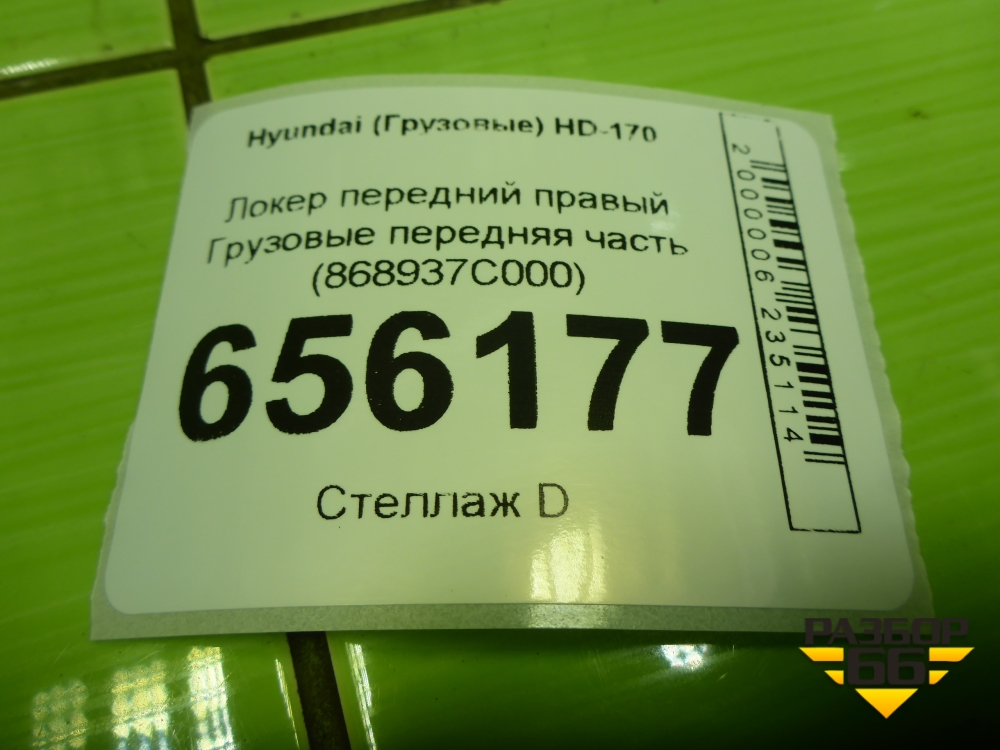 Hyundai (Грузовые) HD-170
Локер передний правый
Грузовые передняя часть
(868937C000)
656177
Стеллаж D
2000006235114
РАЗБОР
66